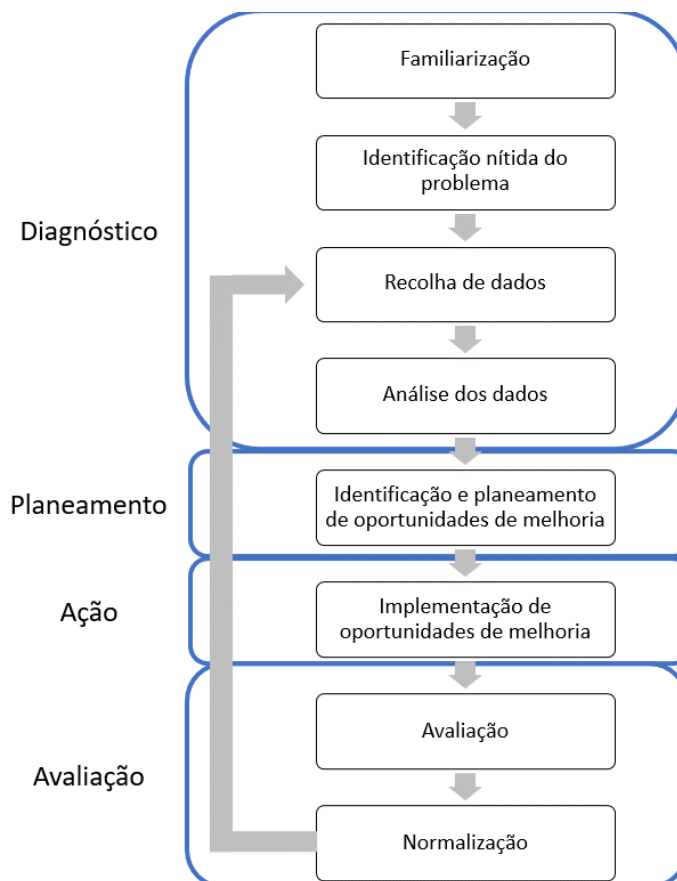 Familiarização
Identificação nítida do
problema
Diagnóstico
Recolha de dados
Análise dos dados
Planeamento
Identificação e planeamento
de oportunidades de melhoria
Ação
Implementação de
oportunidades de melhoria
Avaliação
Avaliação
Normalização